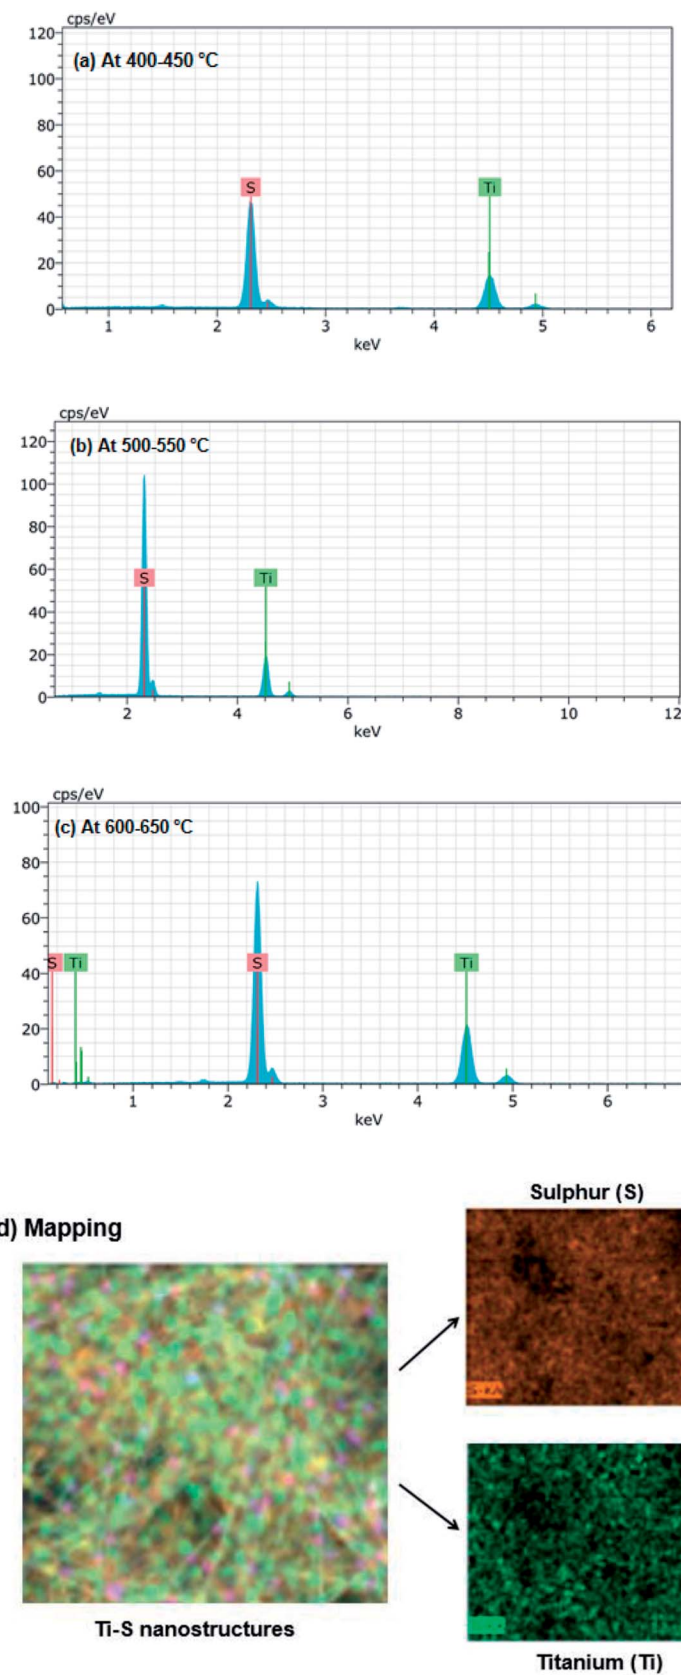 cps/eV
120
(a) At 400-450 °C
100
80
60
S
Ti
40
20
0
1 2 3 4 5 6
keV
cps/eV
120
(b) At 500-550 °C
100
80
60
S
Ti
40
20
0
2 4 6 8 10 12
keV
cps/eV
100
(c) At 600-650 °C
80
60
S Ti S Ti
40
20
0
1 2 3 4 5 6
keV
Sulphur (S)
d) Mapping
Ti-S nanostructures
Titanium (Ti)